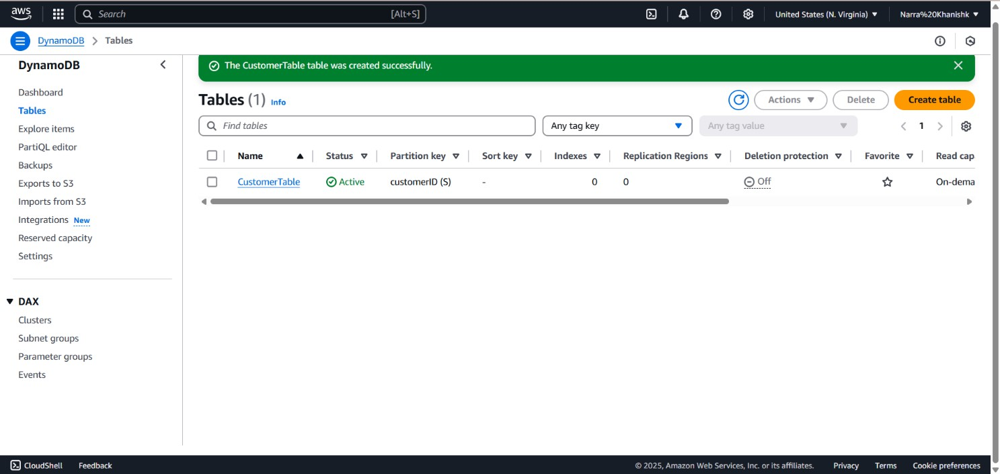 aws
Search [Alt+S] United States (N. Virginia) Narra%20Khanishk
DynamoDB Tables
DynamoDB
Dashboard
Tables
Explore items
PartiQL editor
Backups
Exports to S3
Imports from S3
Integrations New
Reserved capacity
Settings
DAX
Clusters
Subnet groups
Parameter groups
Events
The CustomerTable table was created successfully.
Tables (1) Info
Actions Delete Create table
Find tables Any tag key Any tag value 1
Name Status Partition key Sort key Indexes Replication Regions Deletion protection Favorite Read cap
CustomerTable Active customerID (S) - 0 0 Off On-dema
CloudShell Feedback © 2025, Amazon Web Services, Inc. or its affiliates. Privacy Terms Cookie preferences